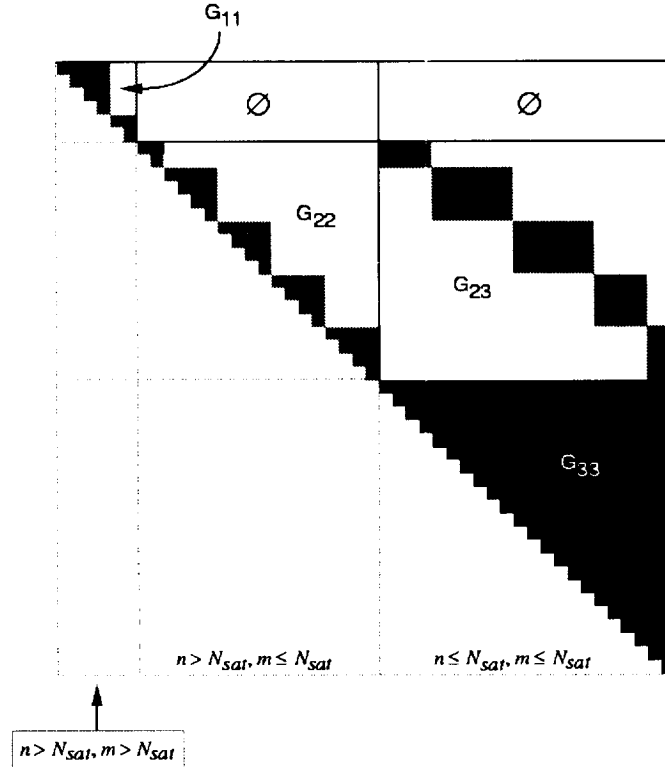 G₁₁
∅ ∅
G₂₂
G₂₃
G₃₃
n > Nₛₐₜ, m ≤ Nₛₐₜ n ≤ Nₛₐₜ, m ≤ Nₛₐₜ
n > Nₛₐₜ, m > Nₛₐₜ